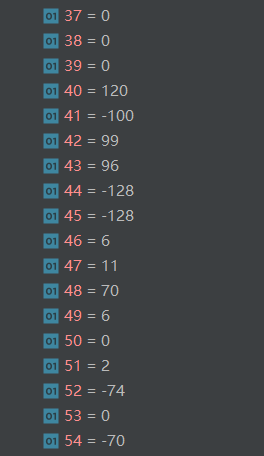 01 37 = 0
01 38 = 0
01 39 = 0
01 40 = 120
01 41 = -100
01 42 = 99
01 43 = 96
01 44 = -128
01 45 = -128
01 46 = 6
01 47 = 11
01 48 = 70
01 49 = 6
01 50 = 0
01 51 = 2
01 52 = -74
01 53 = 0
01 54 = -70